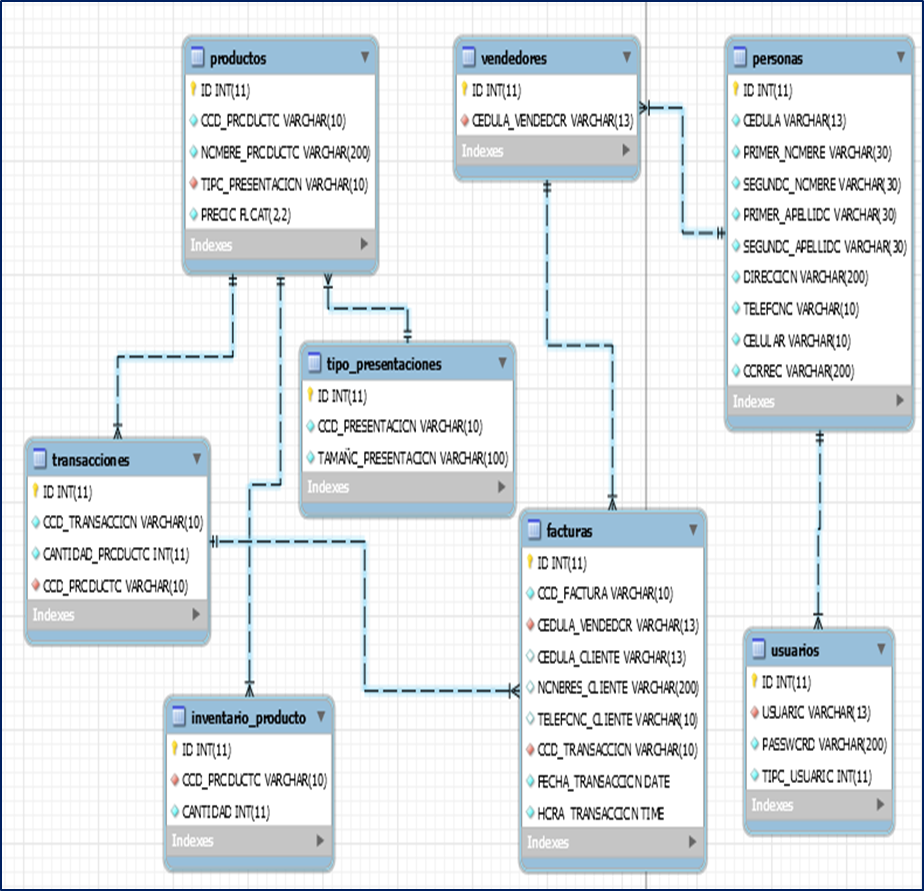 productos
ID INT(11)
CCD_PRCDUCTC VARCHAR(10)
NCMBRE_PRCDUCTC VARCHAR(200)
TIPC_PRESENTACICN VARCHAR(10)
PRECIC FLCAT(2,2)
Indexes
vendedores
ID INT(11)
CEDULA_VENDEDCR VARCHAR(13)
Indexes
personas
ID INT(11)
CEDULA VARCHAR(13)
PRIMER_NCMBRE VARCHAR(30)
SEGUNDC_NCMBRE VARCHAR(30)
PRIMER_APELLIDC VARCHAR(30)
SEGUNDC_APELLIDC VARCHAR(30)
DIRECCICN VARCHAR(200)
TELEFCNC VARCHAR(10)
CELULAR VARCHAR(10)
CCRREC VARCHAR(200)
Indexes
tipo_presentaciones
ID INT(11)
CCD_PRESENTACICN VARCHAR(10)
TAMAÑC_PRESENTACICN VARCHAR(100)
Indexes
transacciones
ID INT(11)
CCD_TRANSACCICN VARCHAR(10)
CANTIDAD_PRCDUCTC INT(11)
CCD_PRCDUCTC VARCHAR(10)
Indexes
facturas
ID INT(11)
CCD_FACTURA VARCHAR(10)
CEDULA_VENDEDCR VARCHAR(13)
CEDULA_CLIENTE VARCHAR(13)
NCNBRES_CLIENTE VARCHAR(200)
TELEFCNC_CLIENTE VARCHAR(10)
CCD_TRANSACCICN VARCHAR(10)
FECHA_TRANSACCICN DATE
HCRA_TRANSACCICN TIME
Indexes
usuarios
ID INT(11)
USUARIC VARCHAR(13)
PASSWCRD VARCHAR(200)
TIPC_USUARIC INT(11)
Indexes
inventario_producto
ID INT(11)
CCD_PRCDUCTC VARCHAR(10)
CANTIDAD INT(11)
Indexes